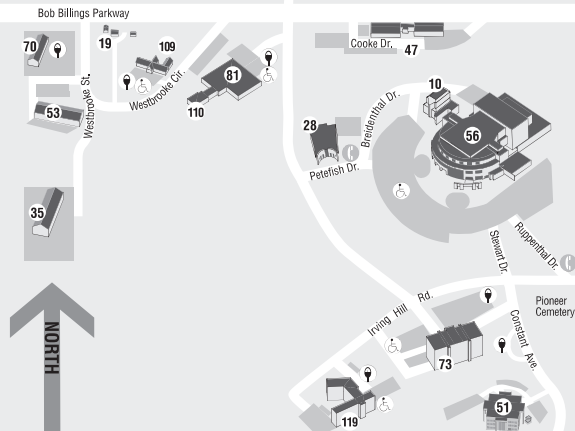 Bob Billings Parkway
70
19
109
Cooke Dr.
47
81
Westbrooke St.
Westbrooke Cir.
53
110
10
28
Breidenthal Dr.
56
Petefish Dr.
35
Stewart Dr.
Ruppenthal Dr.
Irving Hill Rd.
Pioneer
Cemetery
NORTH
Constant Ave.
73
119
51